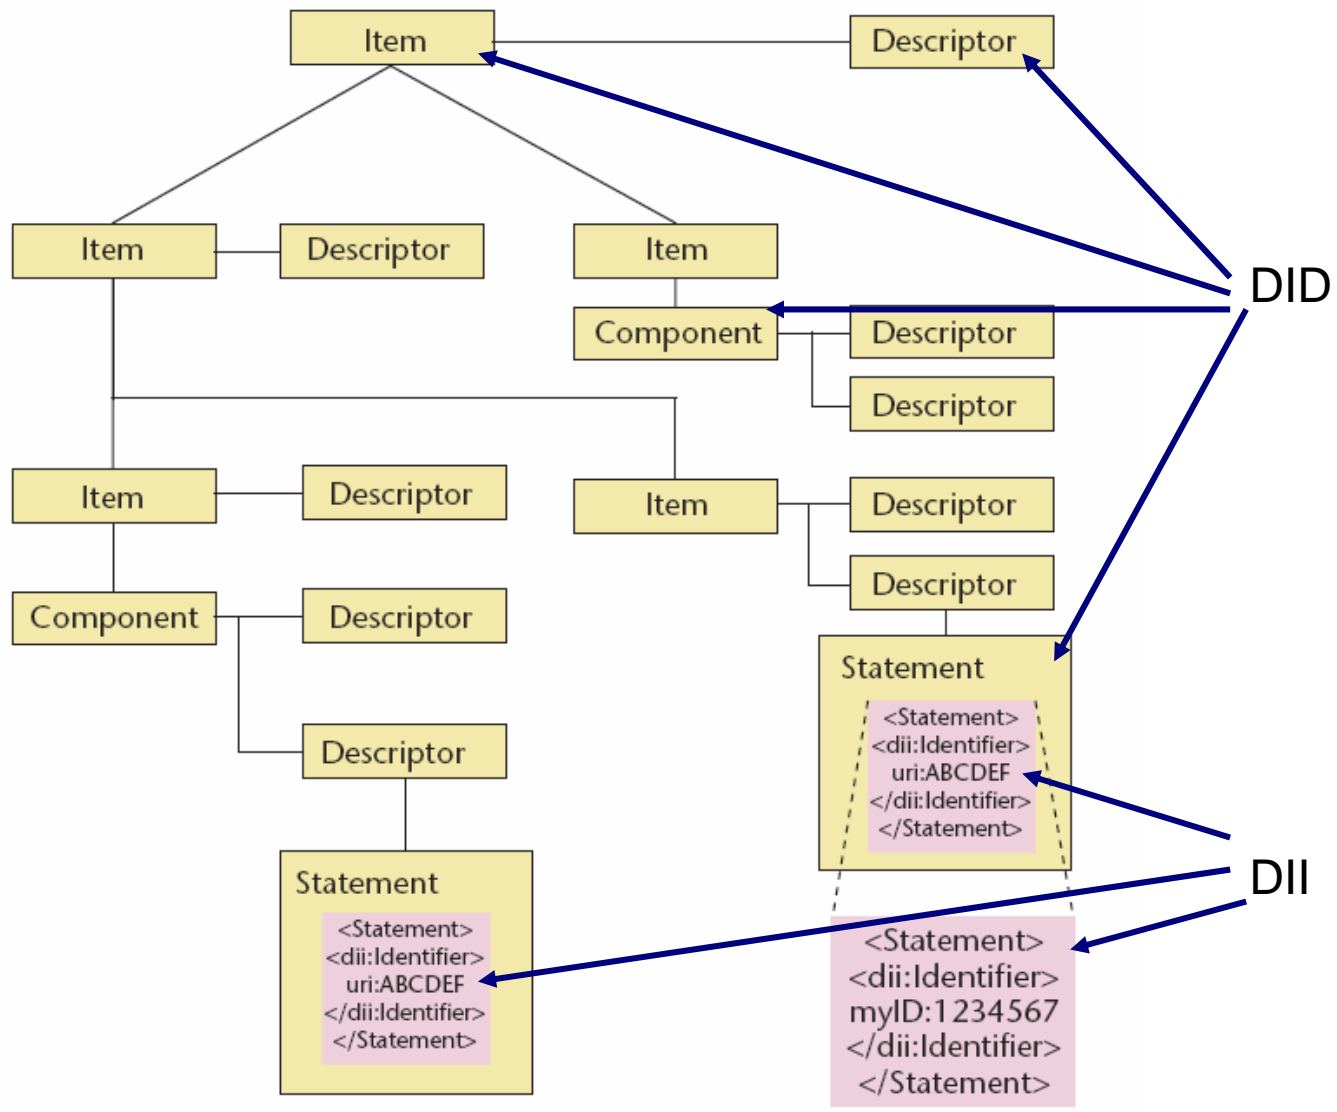 Item
Descriptor
Item
Descriptor
Item
DID
Component
Descriptor
Descriptor
Item
Descriptor
Item
Descriptor
Descriptor
Component
Descriptor
Descriptor
Statement
<Statement>
<dii:Identifier>
uri:ABCDEF
</dii:Identifier>
</Statement>
Statement
<Statement>
<dii:Identifier>
uri:ABCDEF
</dii:Identifier>
</Statement>
DII
<Statement>
<dii:Identifier>
myID:1234567
</dii:Identifier>
</Statement>